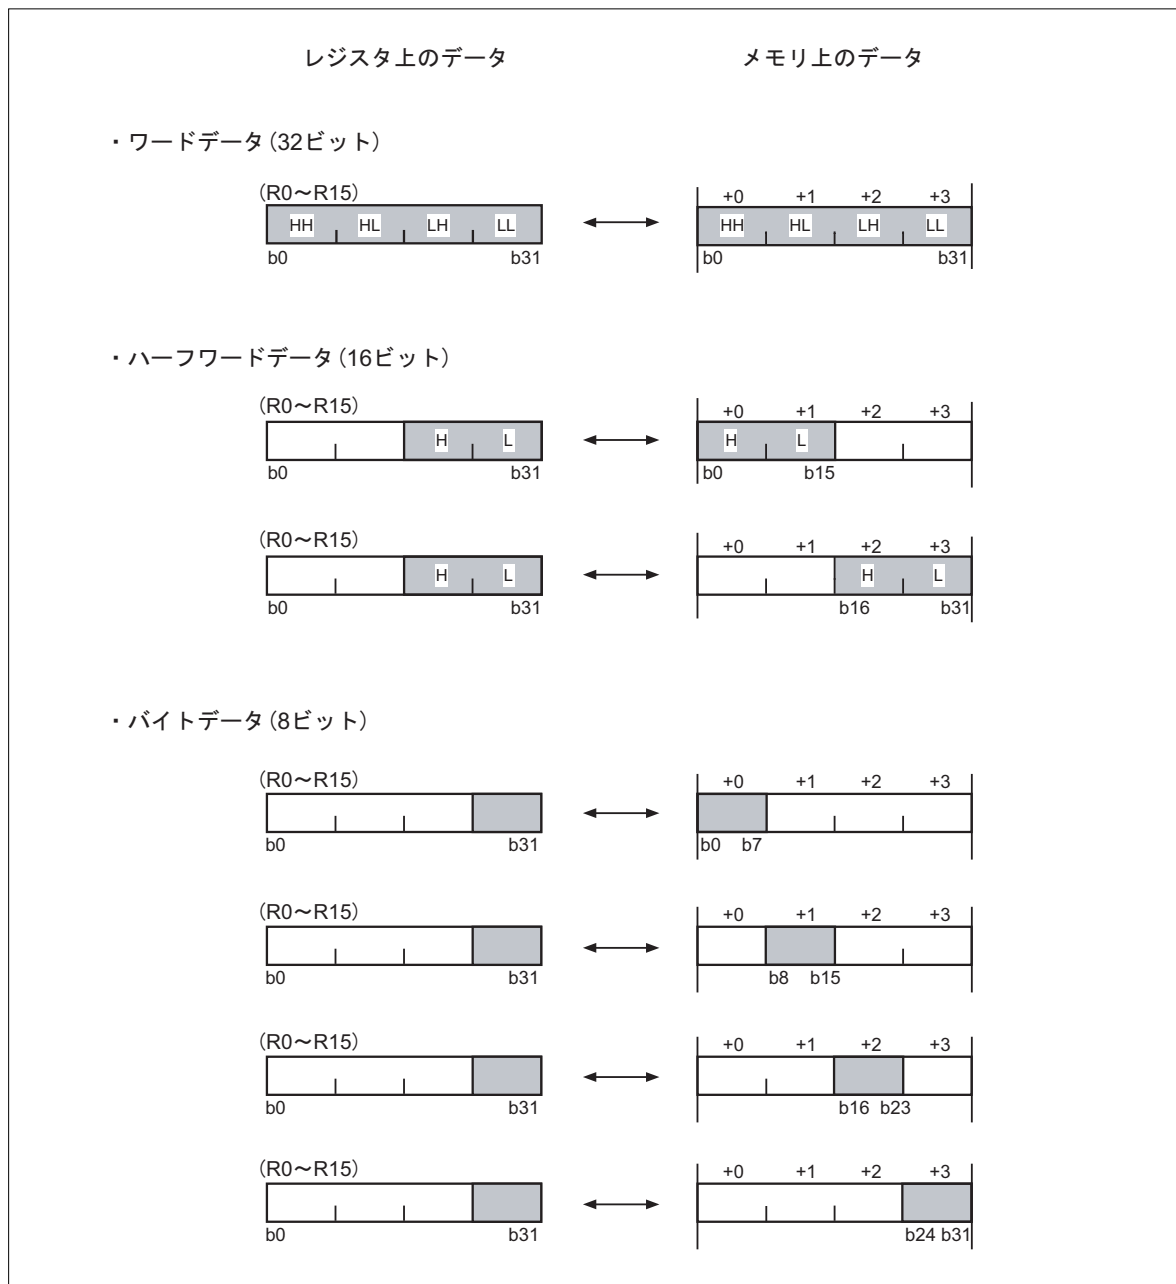 レジスタ上のデータ メモリ上のデータ
・ワードデータ(32ビット)
(R0～R15) +0 +1 +2 +3
HH HL LH LL HH HL LH LL
b0 b31 b0 b31
・ハーフワードデータ(16ビット)
(R0～R15) +0 +1 +2 +3
H L H L
b0 b31 b0 b15
(R0～R15) +0 +1 +2 +3
H L H L
b0 b31 b16 b31
・バイトデータ(8ビット)
(R0～R15) +0 +1 +2 +3
b0 b31 b0 b7
(R0～R15) +0 +1 +2 +3
b0 b31 b8 b15
(R0～R15) +0 +1 +2 +3
b0 b31 b16 b23
(R0～R15) +0 +1 +2 +3
b0 b31 b24 b31